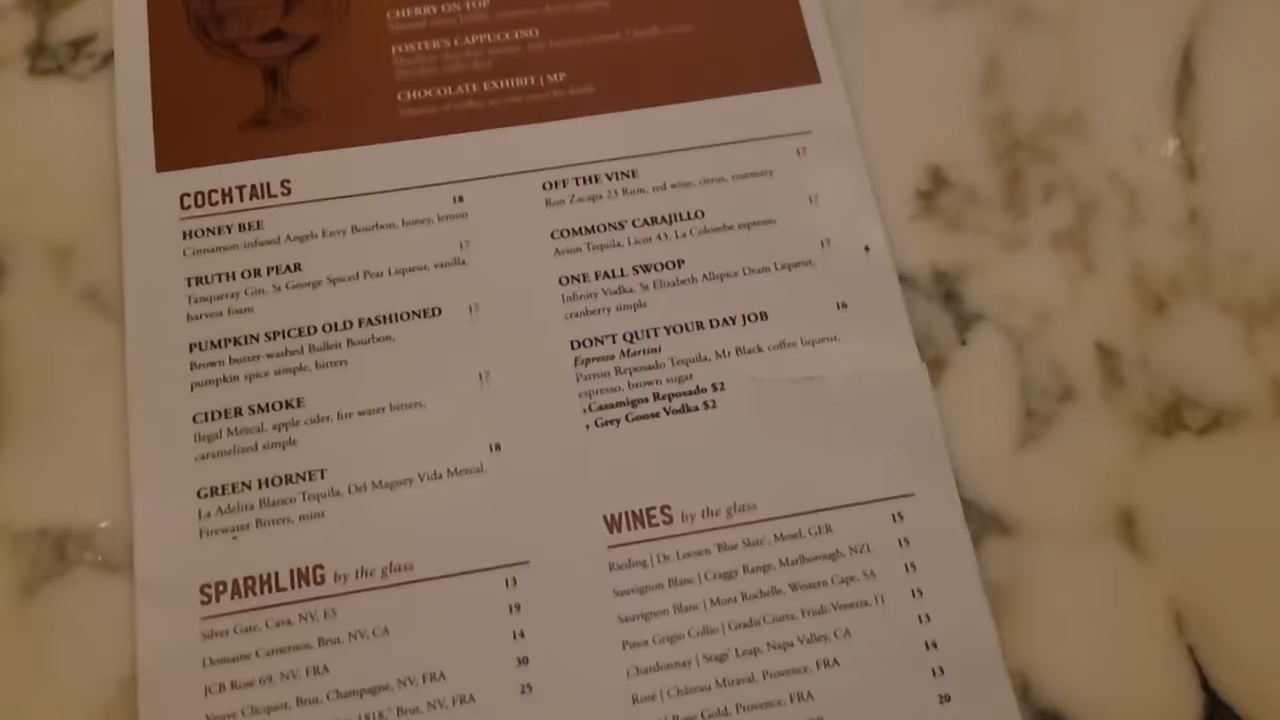 CHERRY ON TOP
FOSTER'S CAPPUCCINO
CHOCOLATE EXHIBIT | MP
COCKTAILS
HONEY BEE 18
Cinnamon-infused Angels Envy Bourbon, honey, lemon
TRUTH OR PEAR 17
Tanqueray Gin, St George Spiced Pear Liqueur, vanilla,
harvest foam
PUMPKIN SPICED OLD FASHIONED 17
Brown butter-washed Bulleit Bourbon,
pumpkin spice simple, bitters
CIDER SMOKE 17
Ilegal Mezcal, apple cider, fire water bitters,
caramelized simple
GREEN HORNET 18
La Adelita Blanco Tequila, Del Maguey Vida Mezcal,
Firewater Bitters, mint
OFF THE VINE 17
Ron Zacapa 23 Rum, red wine, citrus, rosemary
COMMONS' CARAJILLO 17
Avion Tequila, Licor 43, La Colombe espresso
ONE FALL SWOOP 17
Infinity Vodka, St Elizabeth Allspice Dram Liqueur,
cranberry simple
DON'T QUIT YOUR DAY JOB 16
Espresso Martini
Patron Reposado Tequila, Mr Black coffee liqueur,
espresso, brown sugar
Casamigos Reposado $2
Grey Goose Vodka $2
SPARKLING by the glass
Silver Gate, Cava, NV, ES 13
Domaine Carneros, Brut, NV, CA 19
JCB Rosé 69, NV, FRA 14
Veuve Clicquot, Brut, Champagne, NV, FRA 30
1818," Brut, NV, FRA 25
WINES by the glass
Riesling | Dr. Loosen 'Blue Slate', Mosel, GER 15
Sauvignon Blanc | Craggy Range, Marlborough, NZL 15
Sauvignon Blanc | Mont Rochelle, Western Cape, SA 15
Pinot Grigio Collio | Gradis'Ciutta, Friuli-Venezia, IT 15
Chardonnay | Stags' Leap, Napa Valley, CA 13
Rosé | Château Miraval, Provence, FRA 14
Rose Gold, Provence, FRA 13
20